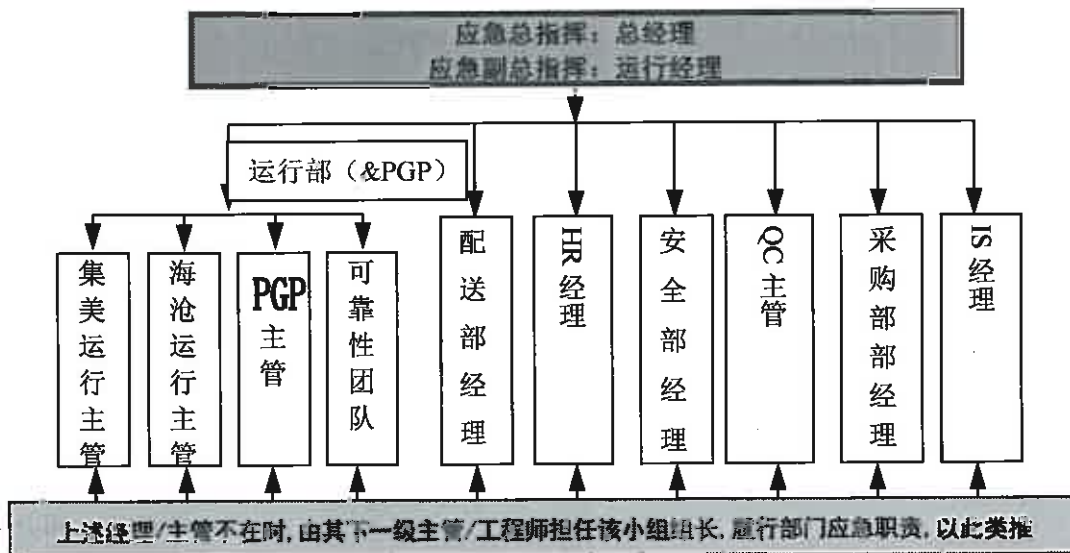 应急总指挥：总经理
应急副总指挥：运行经理
运行部（&PGP）
集美运行主管
海沧运行主管
PGP主管
可靠性团队
配送部经理
HR经理
安全部经理
QC主管
采购部部经理
IS经理
上述经理/主管不在时,由其下一级主管/工程师担任该小组组长,履行部门应急职责,以此类推